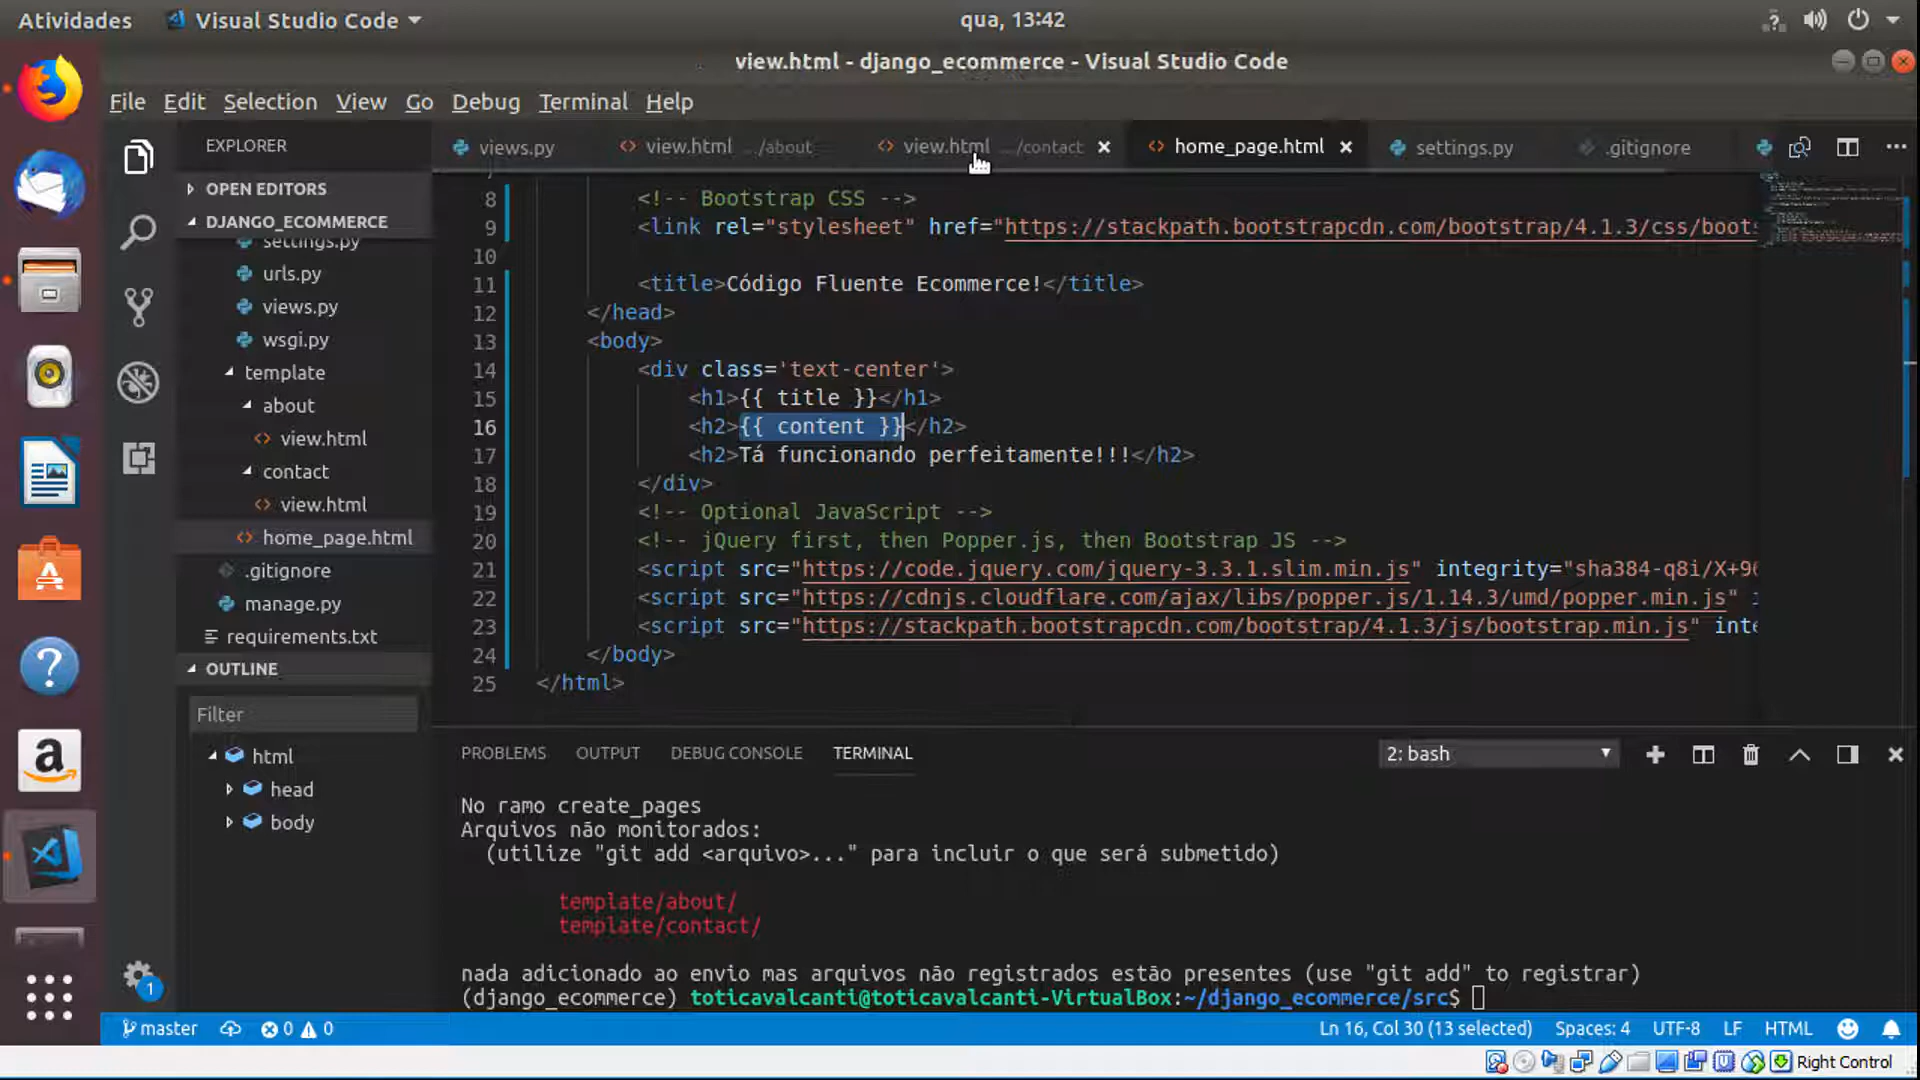 Atividades
Visual Studio Code
qua, 13:42
view.html - django_ecommerce - Visual Studio Code
File Edit Selection View Go Debug Terminal Help
EXPLORER
views.py
view.html .../about
view.html .../contact
home_page.html
settings.py
.gitignore
OPEN EDITORS
DJANGO_ECOMMERCE
settings.py
urls.py
views.py
wsgi.py
template
about
view.html
contact
view.html
home_page.html
.gitignore
manage.py
requirements.txt
OUTLINE
Filter
html
head
body
8 <!-- Bootstrap CSS -->
9 <link rel="stylesheet" href="https://stackpath.bootstrapcdn.com/bootstrap/4.1.3/css/boots
10
11 <title>Código Fluente Ecommerce!</title>
12 </head>
13 <body>
14 <div class='text-center'>
15 <h1>{{ title }}</h1>
16 <h2>{{ content }}</h2>
17 <h2>Tá funcionando perfeitamente!!!</h2>
18 </div>
19 <!-- Optional JavaScript -->
20 <!-- jQuery first, then Popper.js, then Bootstrap JS -->
21 <script src="https://code.jquery.com/jquery-3.3.1.slim.min.js" integrity="sha384-q8i/X+96
22 <script src="https://cdnjs.cloudflare.com/ajax/libs/popper.js/1.14.3/umd/popper.min.js" i
23 <script src="https://stackpath.bootstrapcdn.com/bootstrap/4.1.3/js/bootstrap.min.js" inte
24 </body>
25 </html>
PROBLEMS OUTPUT DEBUG CONSOLE TERMINAL
2: bash
No ramo create_pages
Arquivos não monitorados:
(utilize "git add <arquivo>..." para incluir o que será submetido)
template/about/
template/contact/
nada adicionado ao envio mas arquivos não registrados estão presentes (use "git add" to registrar)
(django_ecommerce) toticavalcanti@toticavalcanti-VirtualBox:~/django_ecommerce/src$
1
master
0 0
Ln 16, Col 30 (13 selected) Spaces: 4 UTF-8 LF HTML
Right Control